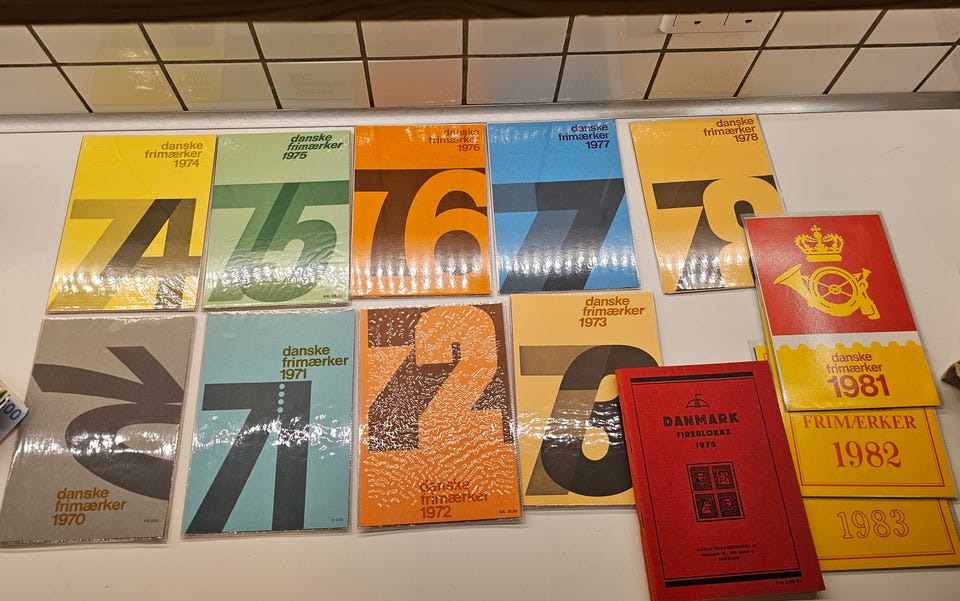 danske
frimærker
1974
74
danske
frimærker
1975
75
danske
frimærker
1976
76
danske
frimærker
1977
77
danske
frimærker
1978
78
70
danske
frimærker
1970
danske
frimærker
1971
71
72
danske
frimærker
1972
danske
frimærker
1973
73
DANMARK
FIREBLOKKE
1975
danske
frimærker
1981
FRIMÆRKER
1982
1983